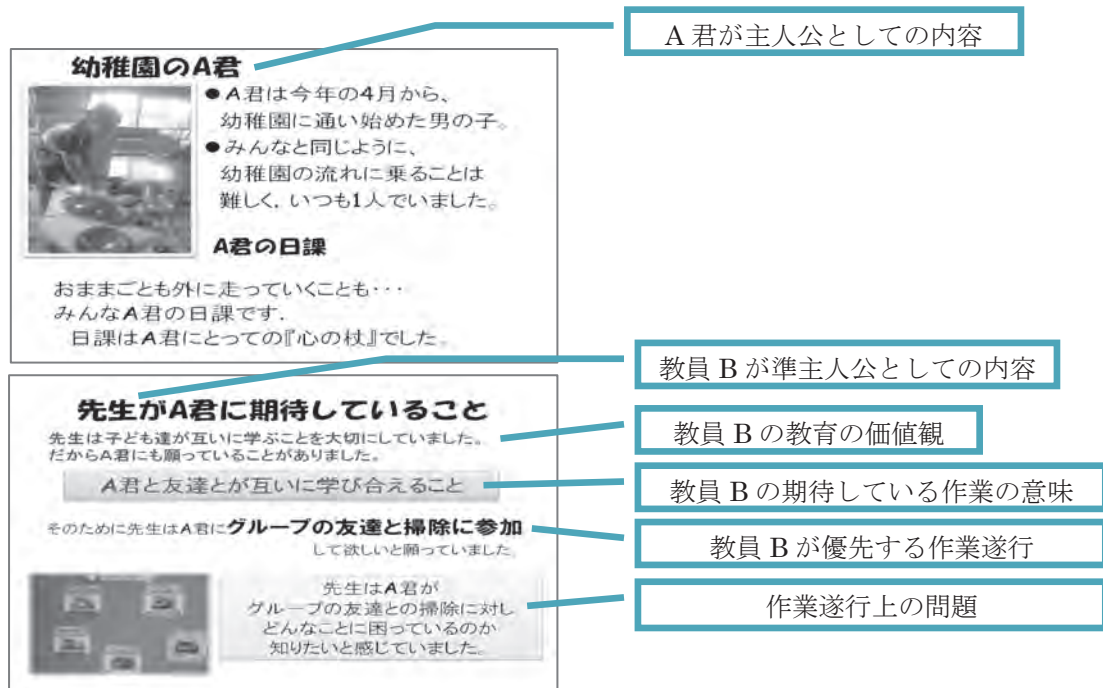 A 君が主人公としての内容
幼稚園のA君
●A君は今年の4月から、
幼稚園に通い始めた男の子。
●みんなと同じように、
幼稚園の流れに乗ることは
難しく，いつも1人でいました。
A君の日課
おままごとも外に走っていくことも・・・
みんなA君の日課です．
日課はA君にとっての『心の杖』でした。
教員 B が準主人公としての内容
先生がA君に期待していること
先生は子ども達が互いに学ぶことを大切にしていました。
教員 B の教育の価値観
だからA君にも願っていることがありました。
A君と友達とが互いに学び合えること
教員 B の期待している作業の意味
そのために先生はA君にグループの友達と掃除に参加
教員 B が優先する作業遂行
して欲しいと願っていました。
先生はA君が
作業遂行上の問題
グループの友達との掃除に対し
どんなことに困っているのか
知りたいと感じていました。